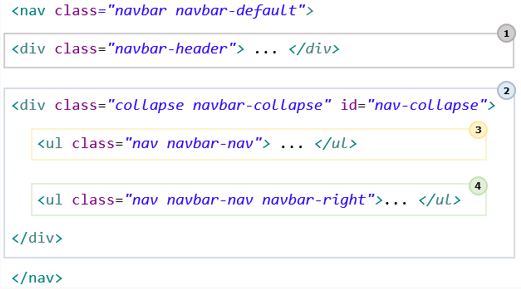 <nav class="navbar navbar-default">
1
<div class="navbar-header"> ... </div>
2
<div class="collapse navbar-collapse" id="nav-collapse">
3
<ul class="nav navbar-nav"> ... </ul>
4
<ul class="nav navbar-nav navbar-right">... </ul>
</div>
</nav>